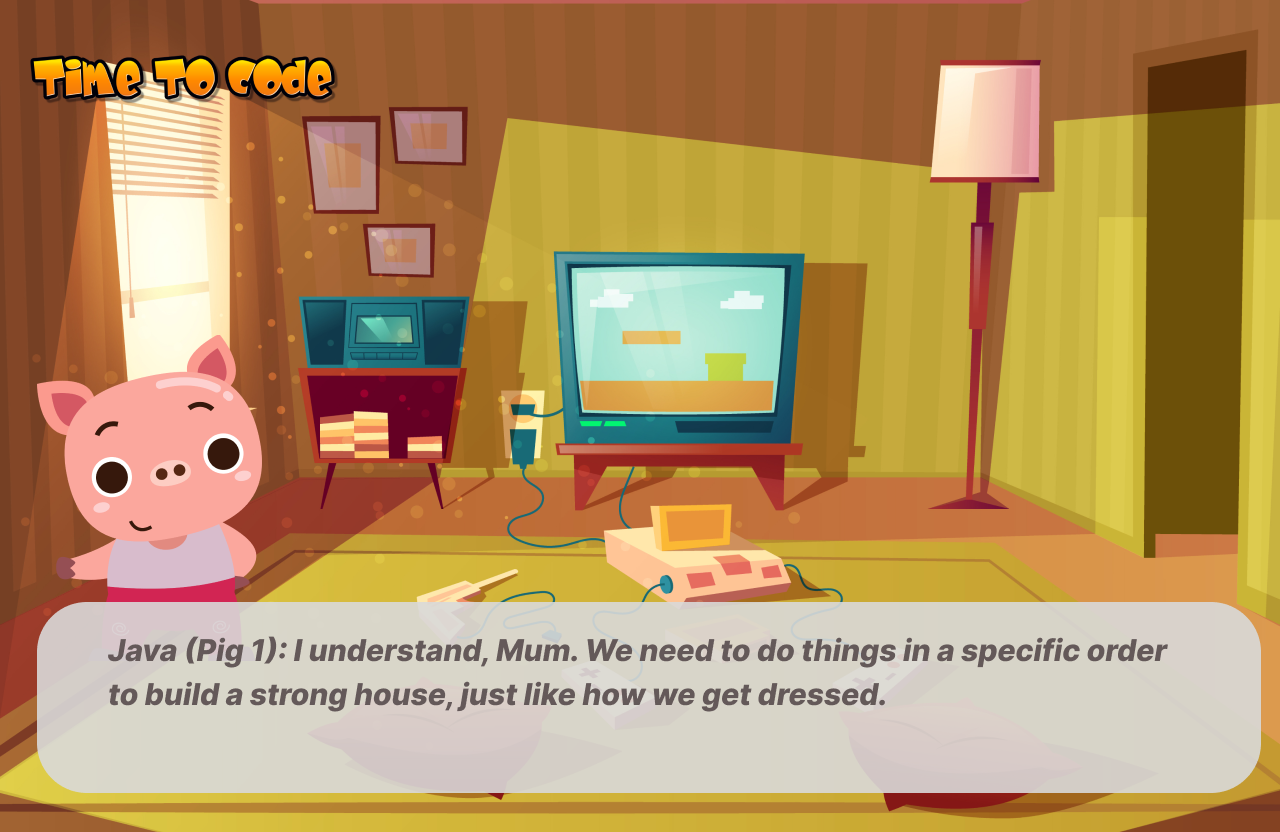 Time To Code
Java (Pig 1): I understand, Mum. We need to do things in a specific order
to build a strong house, just like how we get dressed.